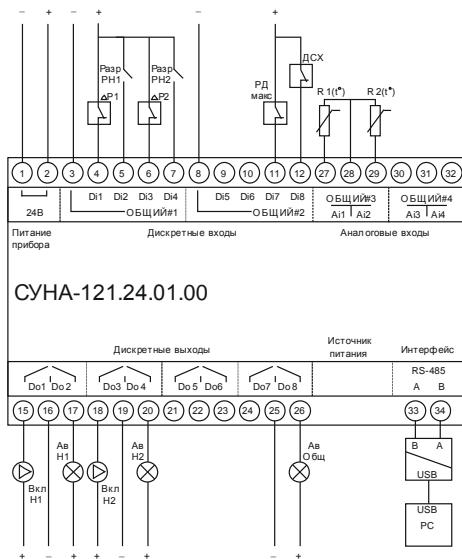 – + – + – +
ДСХ
Разр Разр
РН1 РН2
РД
макс
R 1(t°) R 2(t°)
ΔP1 ΔP2
1 2 3 4 5 6 7 8 9 10 11 12 27 28 29 30 31 32
Di1 Di2 Di3 Di4 Di5 Di6 Di7 Di8 ОБЩИЙ#3 ОБЩИЙ#4
24В ОБЩИЙ#1 ОБЩИЙ#2 Ai1 Ai2 Ai3 Ai4
Питание
прибора
Дискретные входы Аналоговые входы
СУНА-121.24.01.00
Дискретные выходы
Источник
питания
Интерфейс
RS-485
Do1 Do2 Do3 Do4 Do5 Do6 Do7 Do8 A B
15 16 17 18 19 20 21 22 23 24 25 26 33 34
Ав
Н1
Ав
Н2
Ав
Общ
B A
USB
Вкл
Н1
Вкл
Н2
USB
PC
+ – + + – + – +